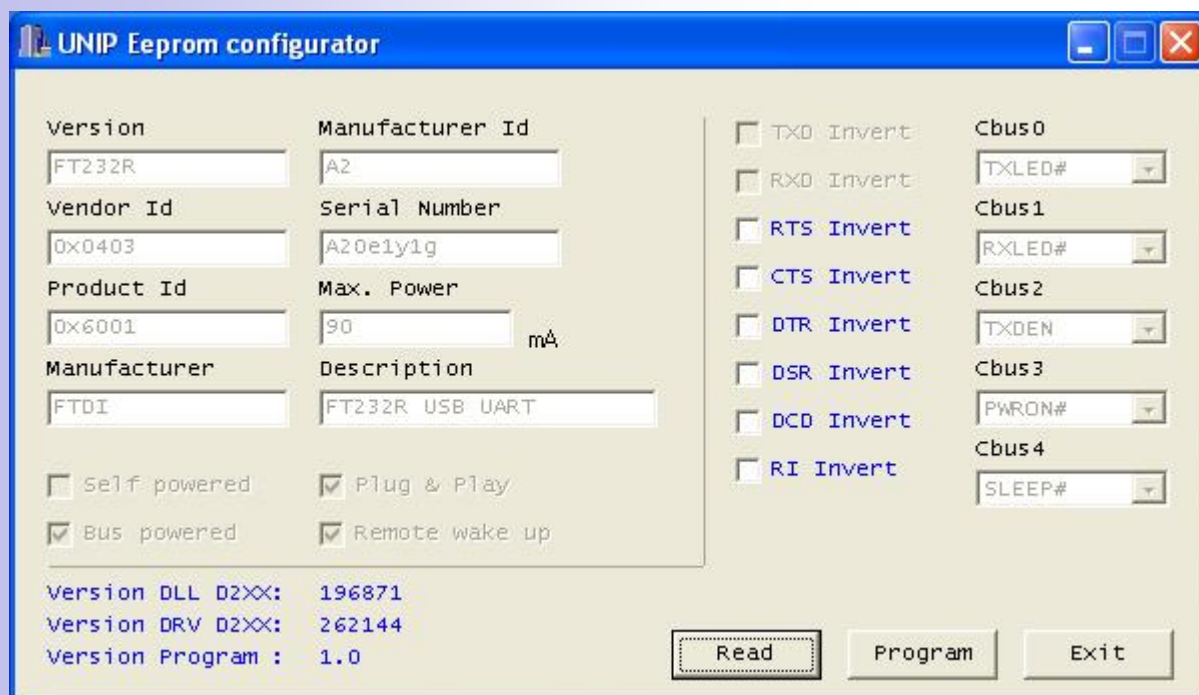 UNIP Eeprom configurator
Version
FT232R
Manufacturer Id
A2
Vendor Id
0x0403
Serial Number
A20e1y1g
Product Id
0x6001
Max. Power
90
mA
Manufacturer
FTDI
Description
FT232R USB UART
Self powered
Plug & Play
Bus powered
Remote wake up
TXD Invert
RXD Invert
RTS Invert
CTS Invert
DTR Invert
DSR Invert
DCD Invert
RI Invert
Cbus0
TXLED#
Cbus1
RXLED#
Cbus2
TXDEN
Cbus3
PWRON#
Cbus4
SLEEP#
Version DLL D2XX: 196871
Version DRV D2XX: 262144
Version Program : 1.0
Read
Program
Exit